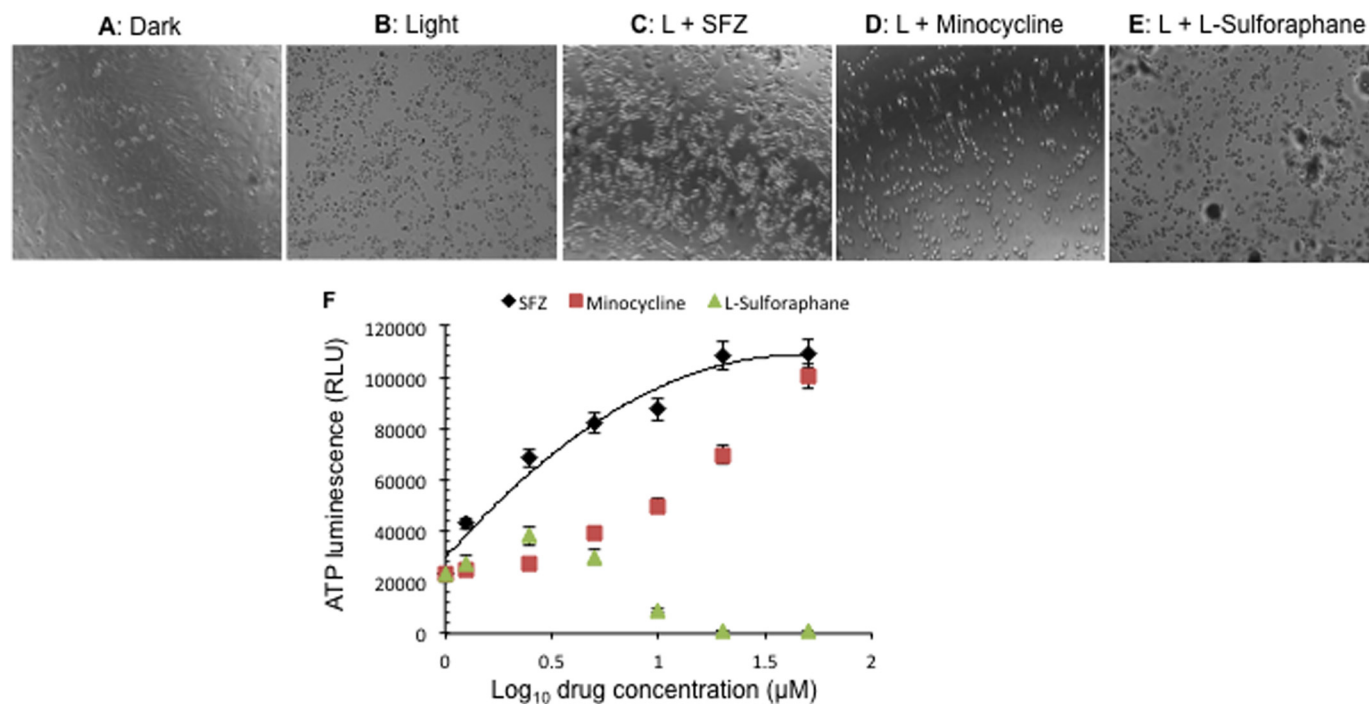 A: Dark
B: Light
C: L + SFZ
D: L + Minocycline
E: L + L-Sulforaphane
F
SFZ
Minocycline
L-Sulforaphane
ATP luminescence (RLU)
120000
100000
80000
60000
40000
20000
0
0 0.5 1 1.5 2
Log₁₀ drug concentration (µM)